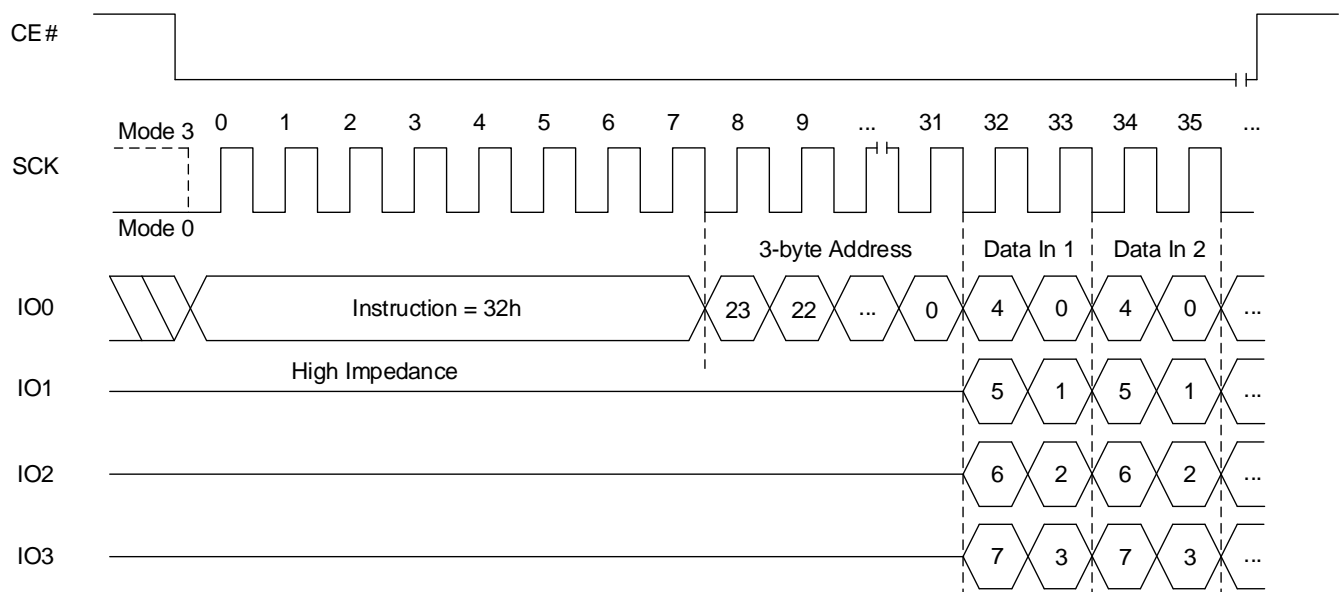 CE#
Mode 3 0 1 2 3 4 5 6 7 8 9 ... 31 32 33 34 35 ...
SCK
Mode 0
3-byte Address Data In 1 Data In 2
IO0 Instruction = 32h 23 22 ... 0 4 0 4 0 ...
High Impedance
IO1 5 1 5 1 ...
IO2 6 2 6 2 ...
IO3 7 3 7 3 ...